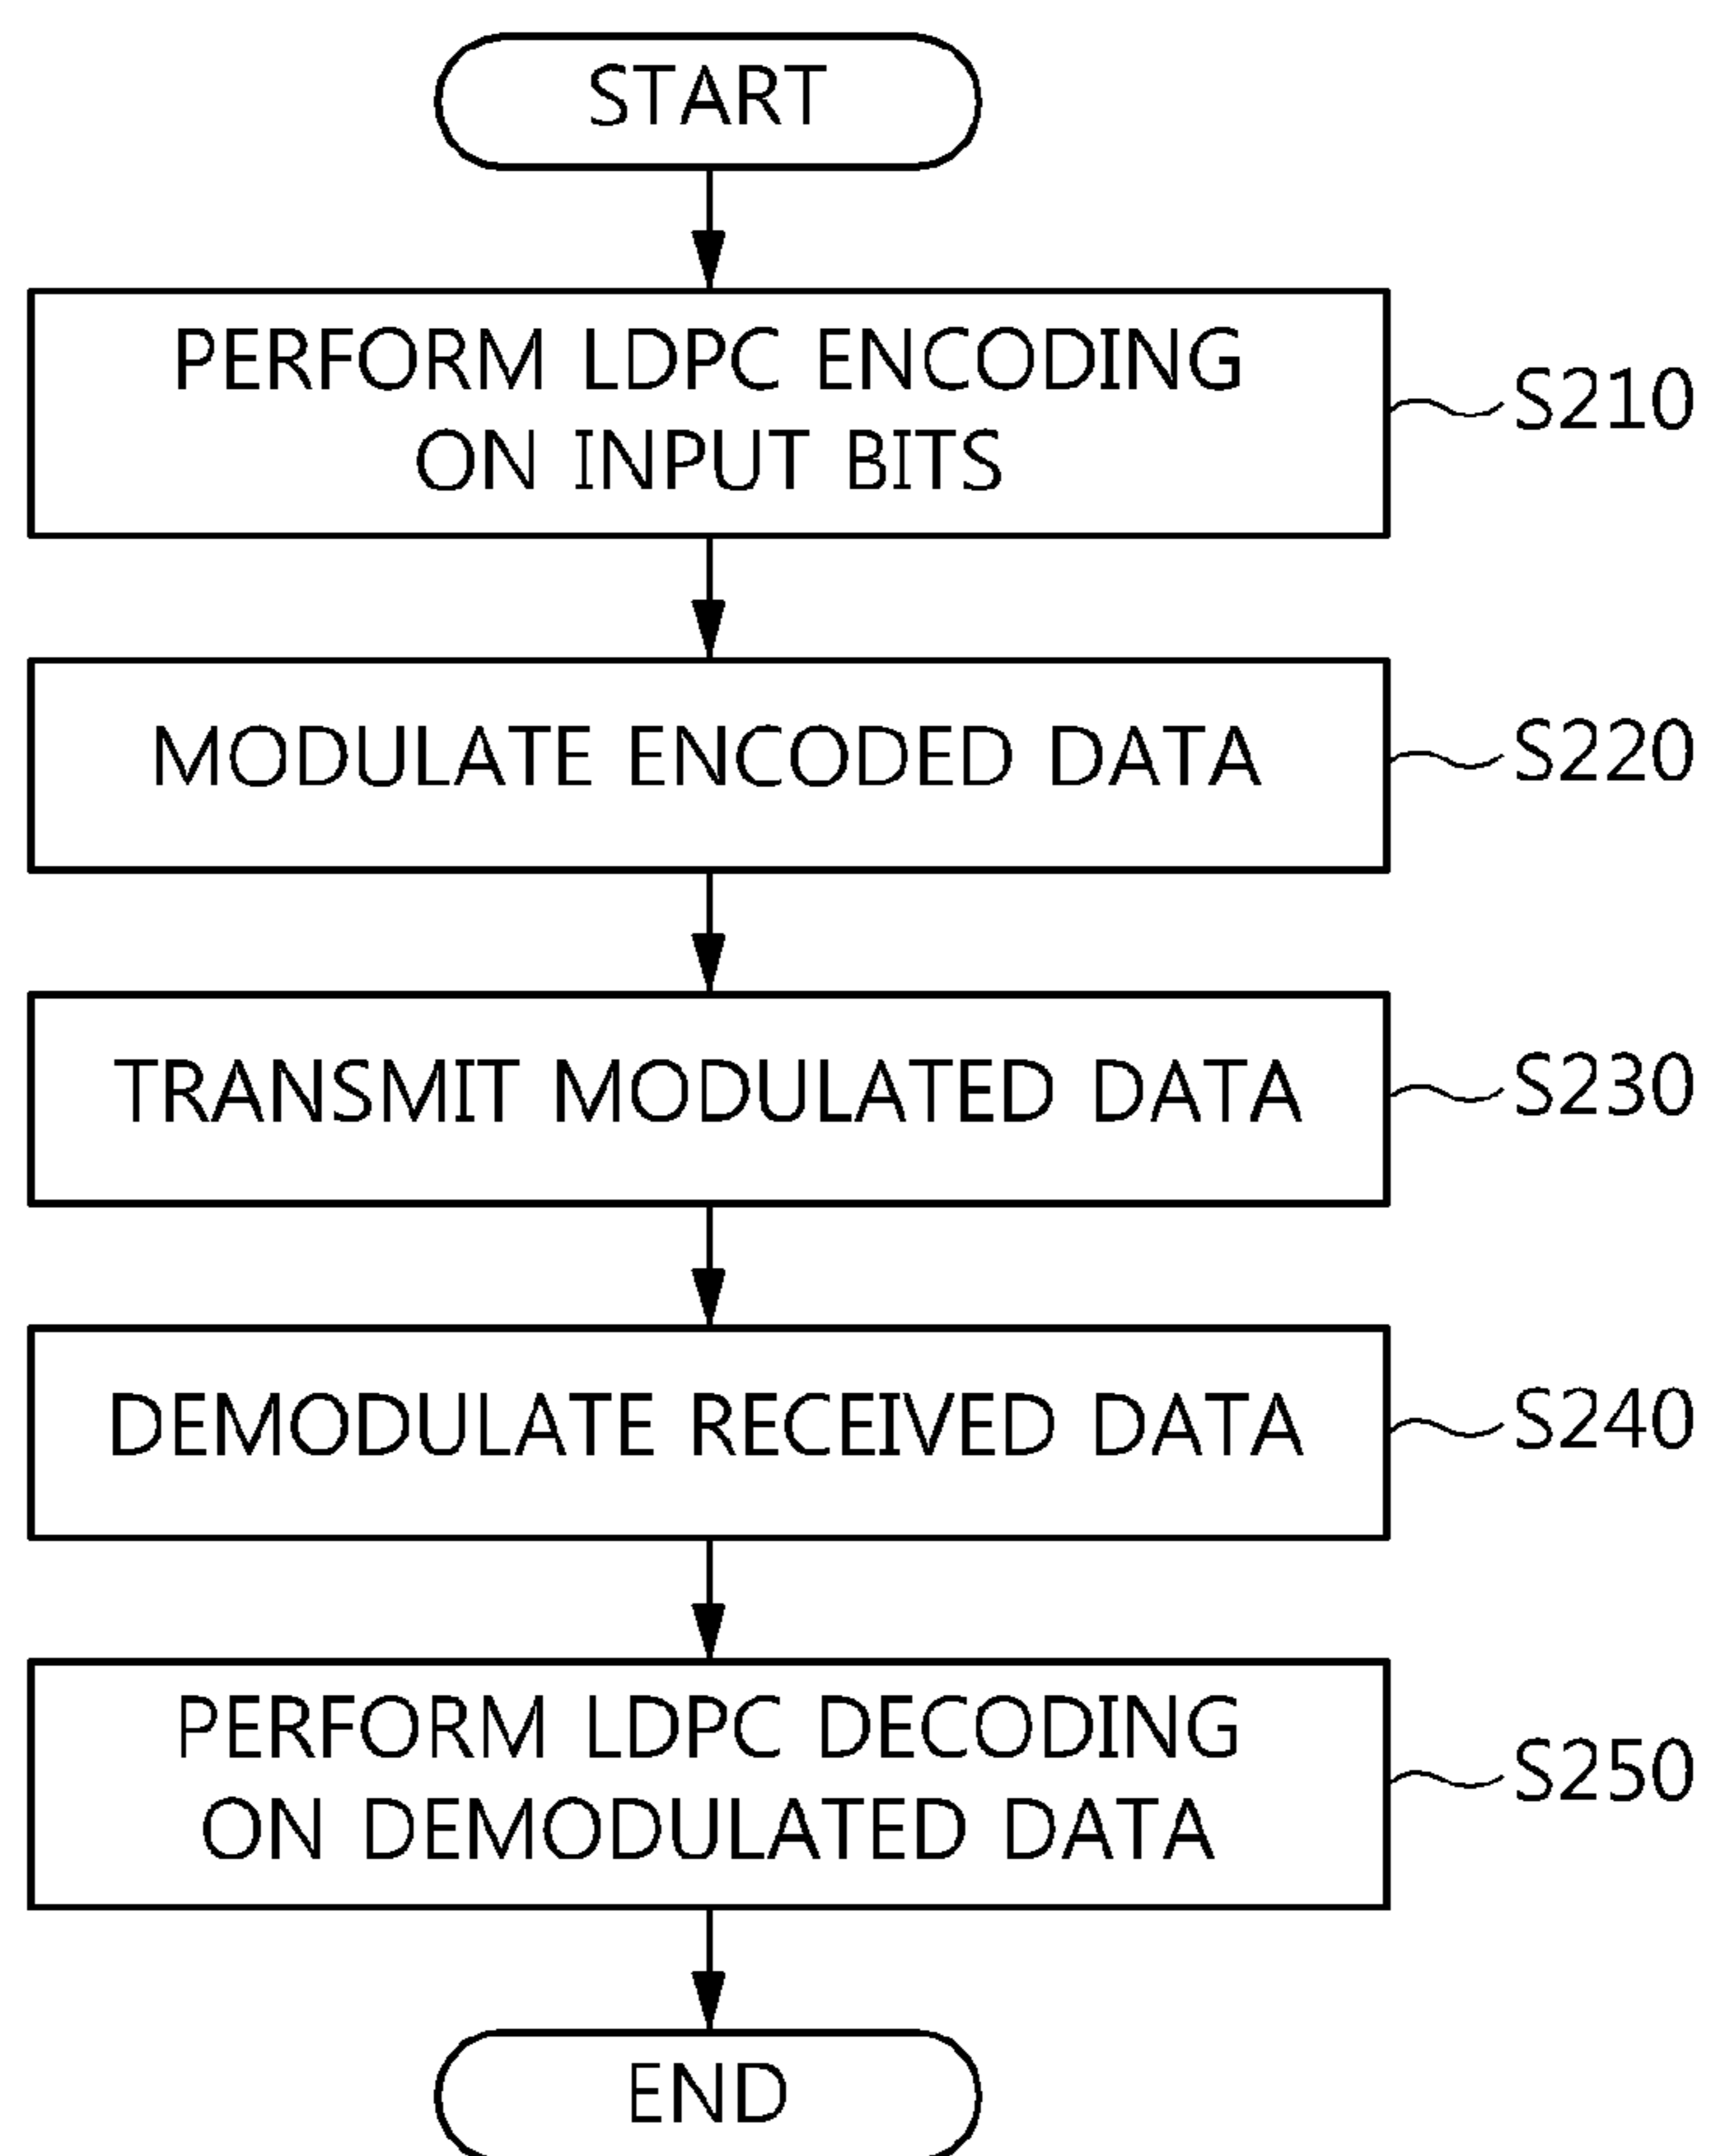 START
PERFORM LDPC ENCODING
ON INPUT BITS
S210
MODULATE ENCODED DATA
S220
TRANSMIT MODULATED DATA
S230
DEMODULATE RECEIVED DATA
S240
PERFORM LDPC DECODING
ON DEMODULATED DATA
S250
END